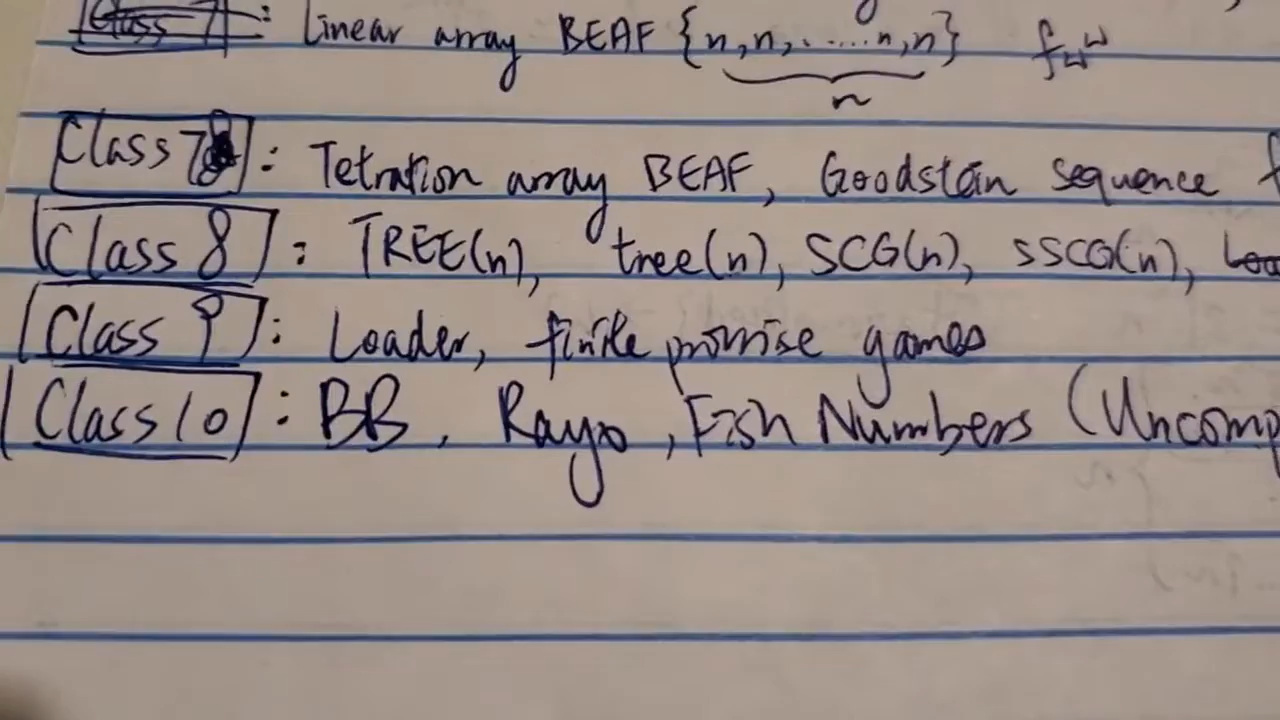 Class 7: Linear array BEAF {n,n,.....n,n} f_ω^ω
n
Class 7: Tetration array BEAF, Goodstein sequence f
Class 8: TREE(n), tree(n), SCG(n), SSCG(n),
Class 9: Loader, finite promise games
Class 10: BB, Rayo, Fish Numbers (Uncomp